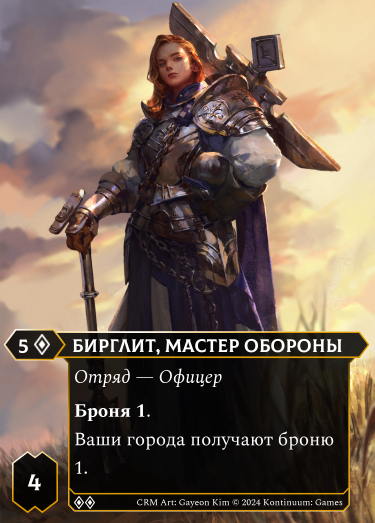 5 БИРГЛИТ, МАСТЕР ОБОРОНЫ
Отряд — Офицер
Броня 1.
Ваши города получают броню
1.
4
CRM Art: Gayeon Kim © 2024 Kontinuum: Games